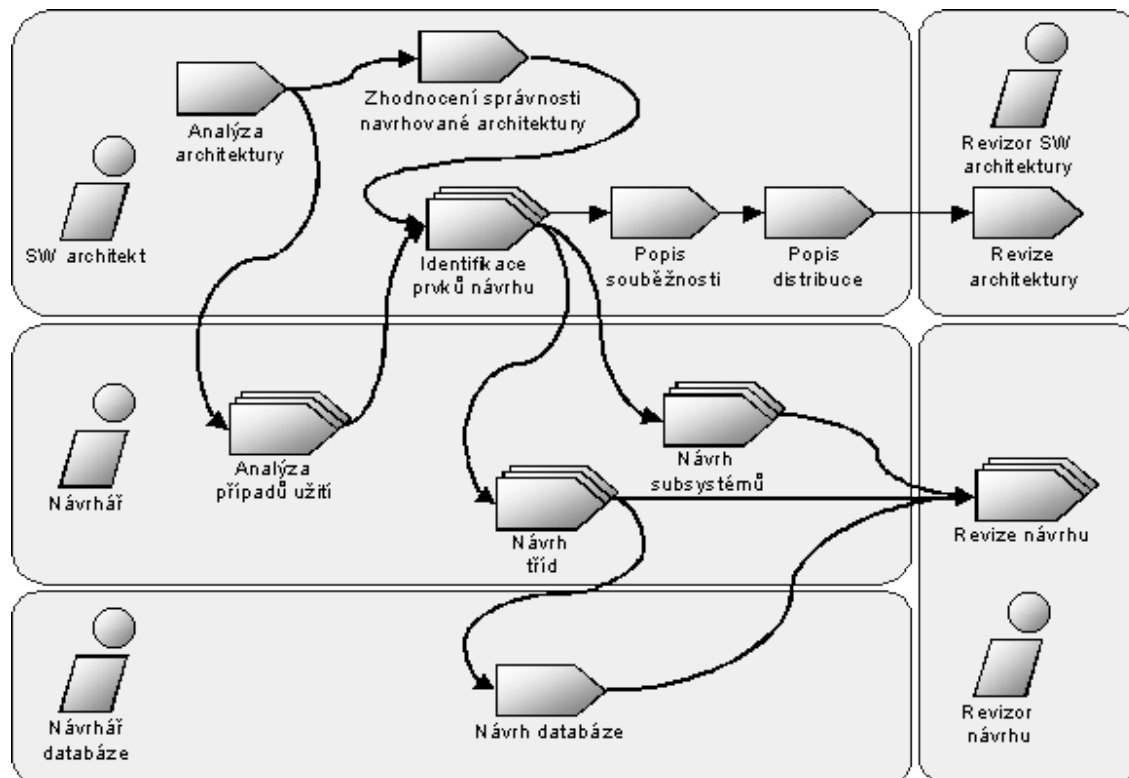 Analýza
architektury
Zhodnocení správnosti
navrhované architektury
Revizor SW
architektury
SW architekt
Identifikace
prvků návrhu
Popis
souběžnosti
Popis
distribuce
Revize
architektury
Návrhář
Analýza
případů užití
Návrh
subsystémů
Návrh
tříd
Revize návrhu
Návrhář
databáze
Návrh databáze
Revizor
návrhu